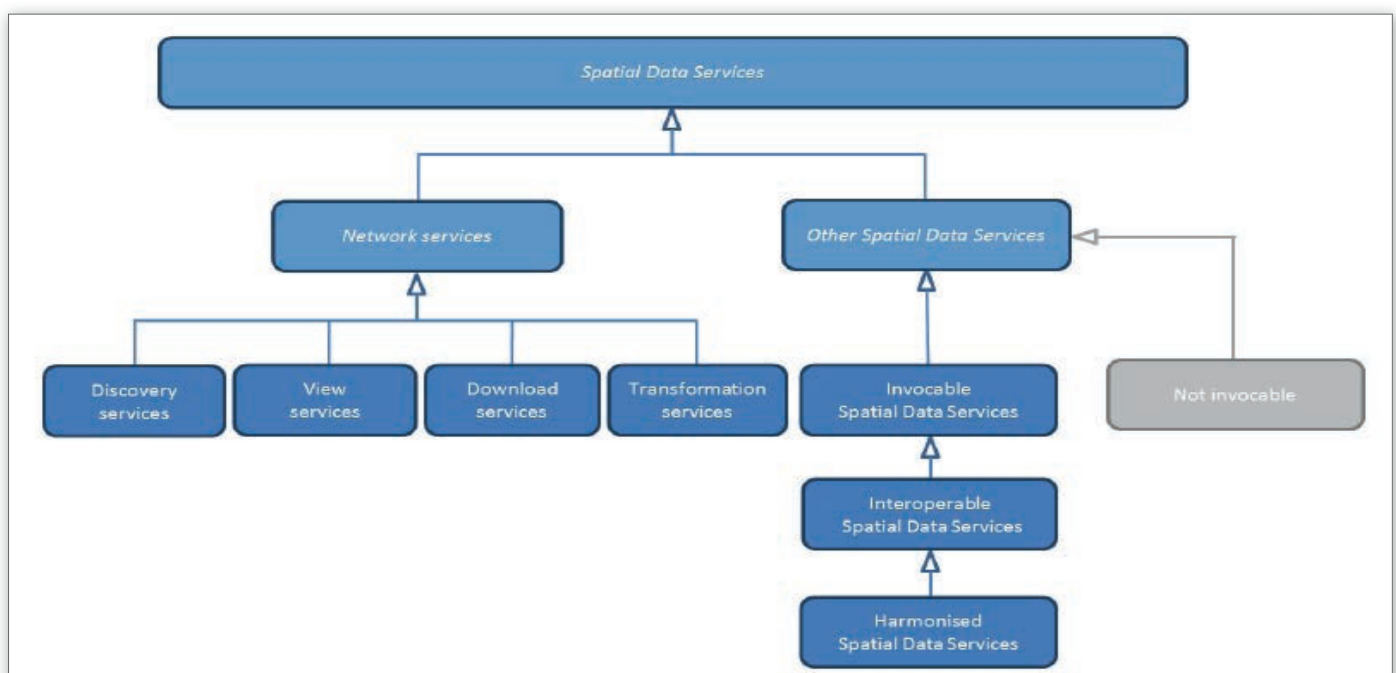 Spatial Data Services
Network services
Other Spatial Data Services
Discovery
services
View
services
Download
services
Transformation
services
Invocable
Spatial Data Services
Not invocable
Interoperable
Spatial Data Services
Harmonised
Spatial Data Services